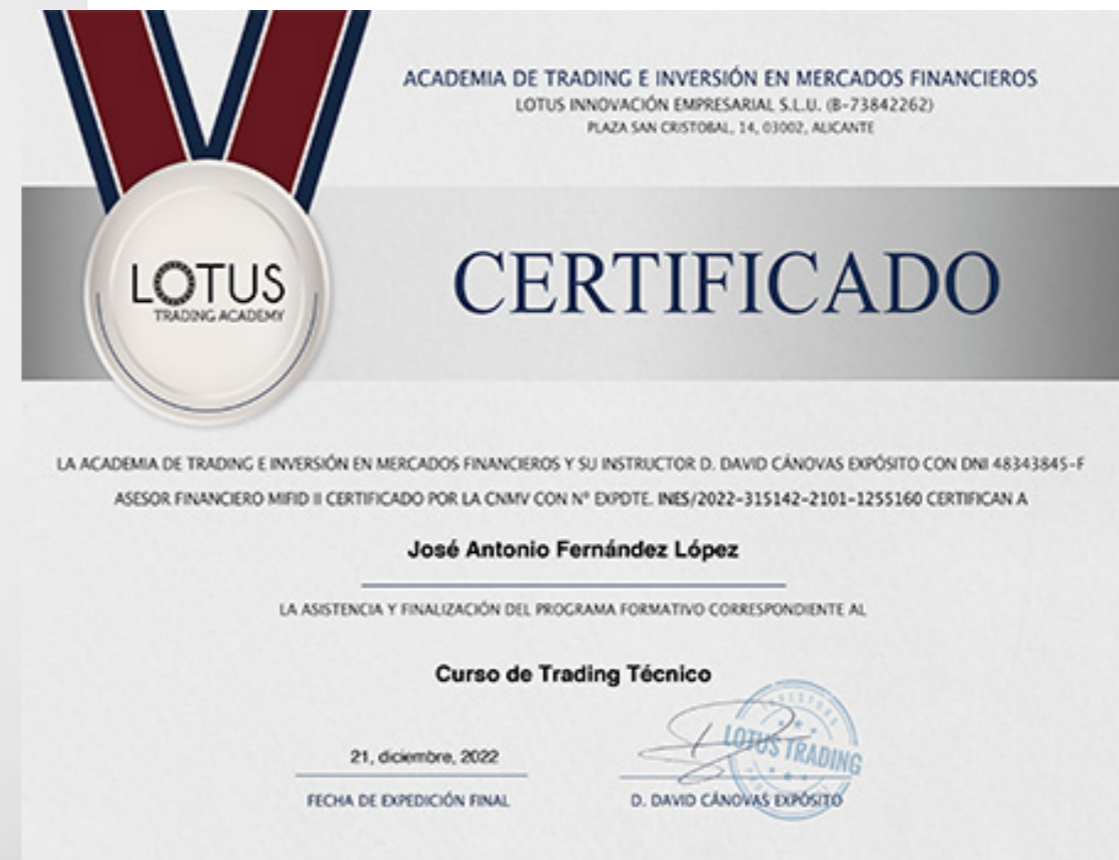 ACADEMIA DE TRADING E INVERSIÓN EN MERCADOS FINANCIEROS
LOTUS INNOVACIÓN EMPRESARIAL S.L.U. (B-73842262)
PLAZA SAN CRISTOBAL, 14, 03002, ALICANTE
LOTUS
TRADING ACADEMY
CERTIFICADO
LA ACADEMIA DE TRADING E INVERSIÓN EN MERCADOS FINANCIEROS Y SU INSTRUCTOR D. DAVID CÁNOVAS EXPÓSITO CON DNI 48343845-F
ASESOR FINANCIERO MIFID II CERTIFICADO POR LA CNMV CON Nº EXPDTE. INES/2022-315142-2101-1255160 CERTIFICAN A
José Antonio Fernández López
LA ASISTENCIA Y FINALIZACIÓN DEL PROGRAMA FORMATIVO CORRESPONDIENTE AL
Curso de Trading Técnico
LOTUS TRADING
21, diciembre, 2022
FECHA DE EXPEDICIÓN FINAL
D. DAVID CÁNOVAS EXPÓSITO